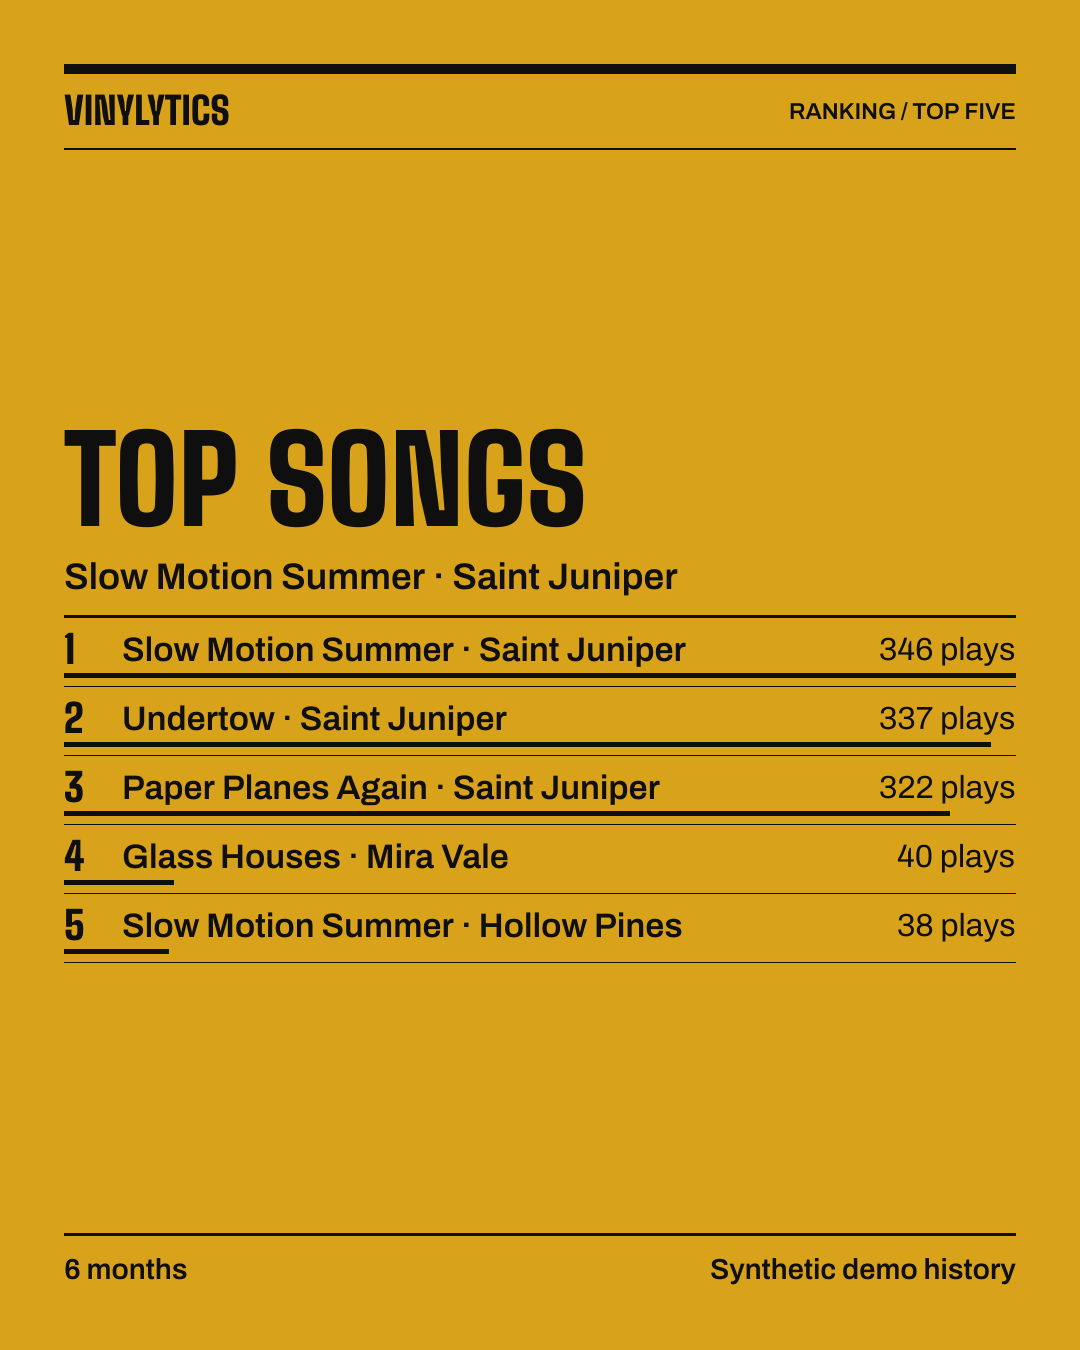 VINYLYTICS
RANKING / TOP FIVE
TOP SONGS
Slow Motion Summer · Saint Juniper
1 Slow Motion Summer · Saint Juniper 346 plays
2 Undertow · Saint Juniper 337 plays
3 Paper Planes Again · Saint Juniper 322 plays
4 Glass Houses · Mira Vale 40 plays
5 Slow Motion Summer · Hollow Pines 38 plays
6 months
Synthetic demo history